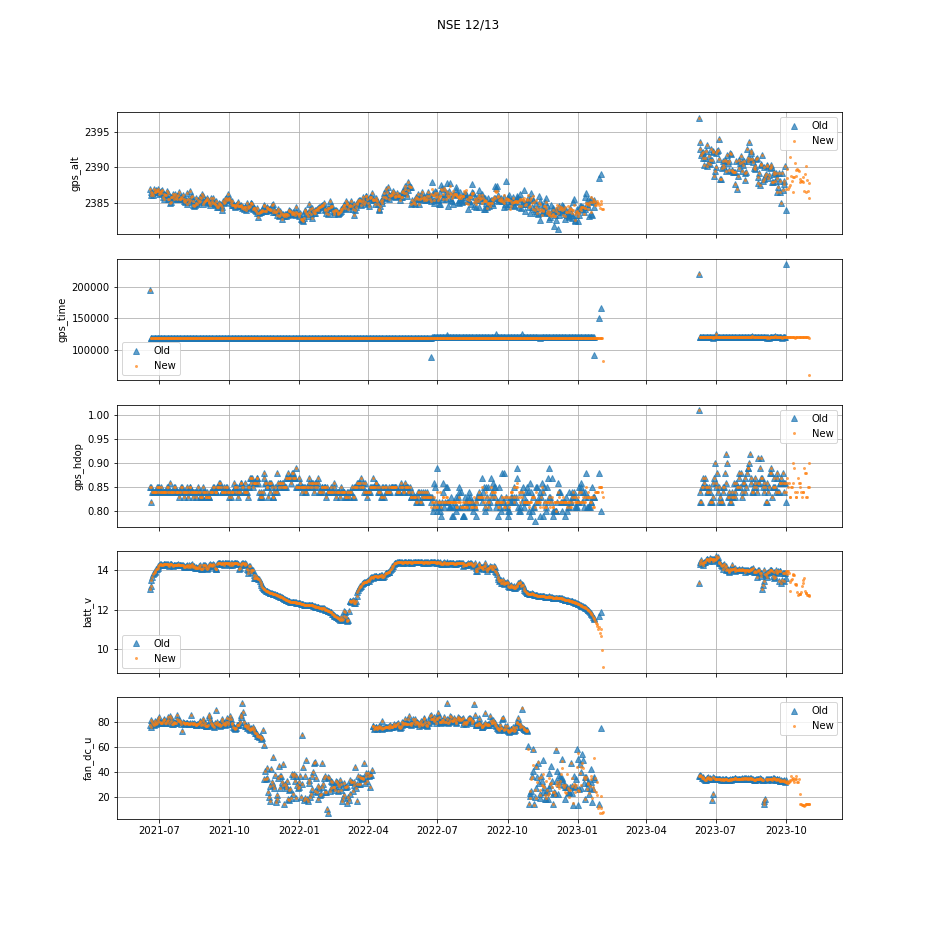 NSE 12/13
gps_alt
2395
2390
2385
Old
New
gps_time
200000
150000
100000
Old
New
gps_hdop
1.00
0.95
0.90
0.85
0.80
Old
New
batt_v
14
12
10
Old
New
fan_dc_u
80
60
40
20
Old
New
2021-07 2021-10 2022-01 2022-04 2022-07 2022-10 2023-01 2023-04 2023-07 2023-10